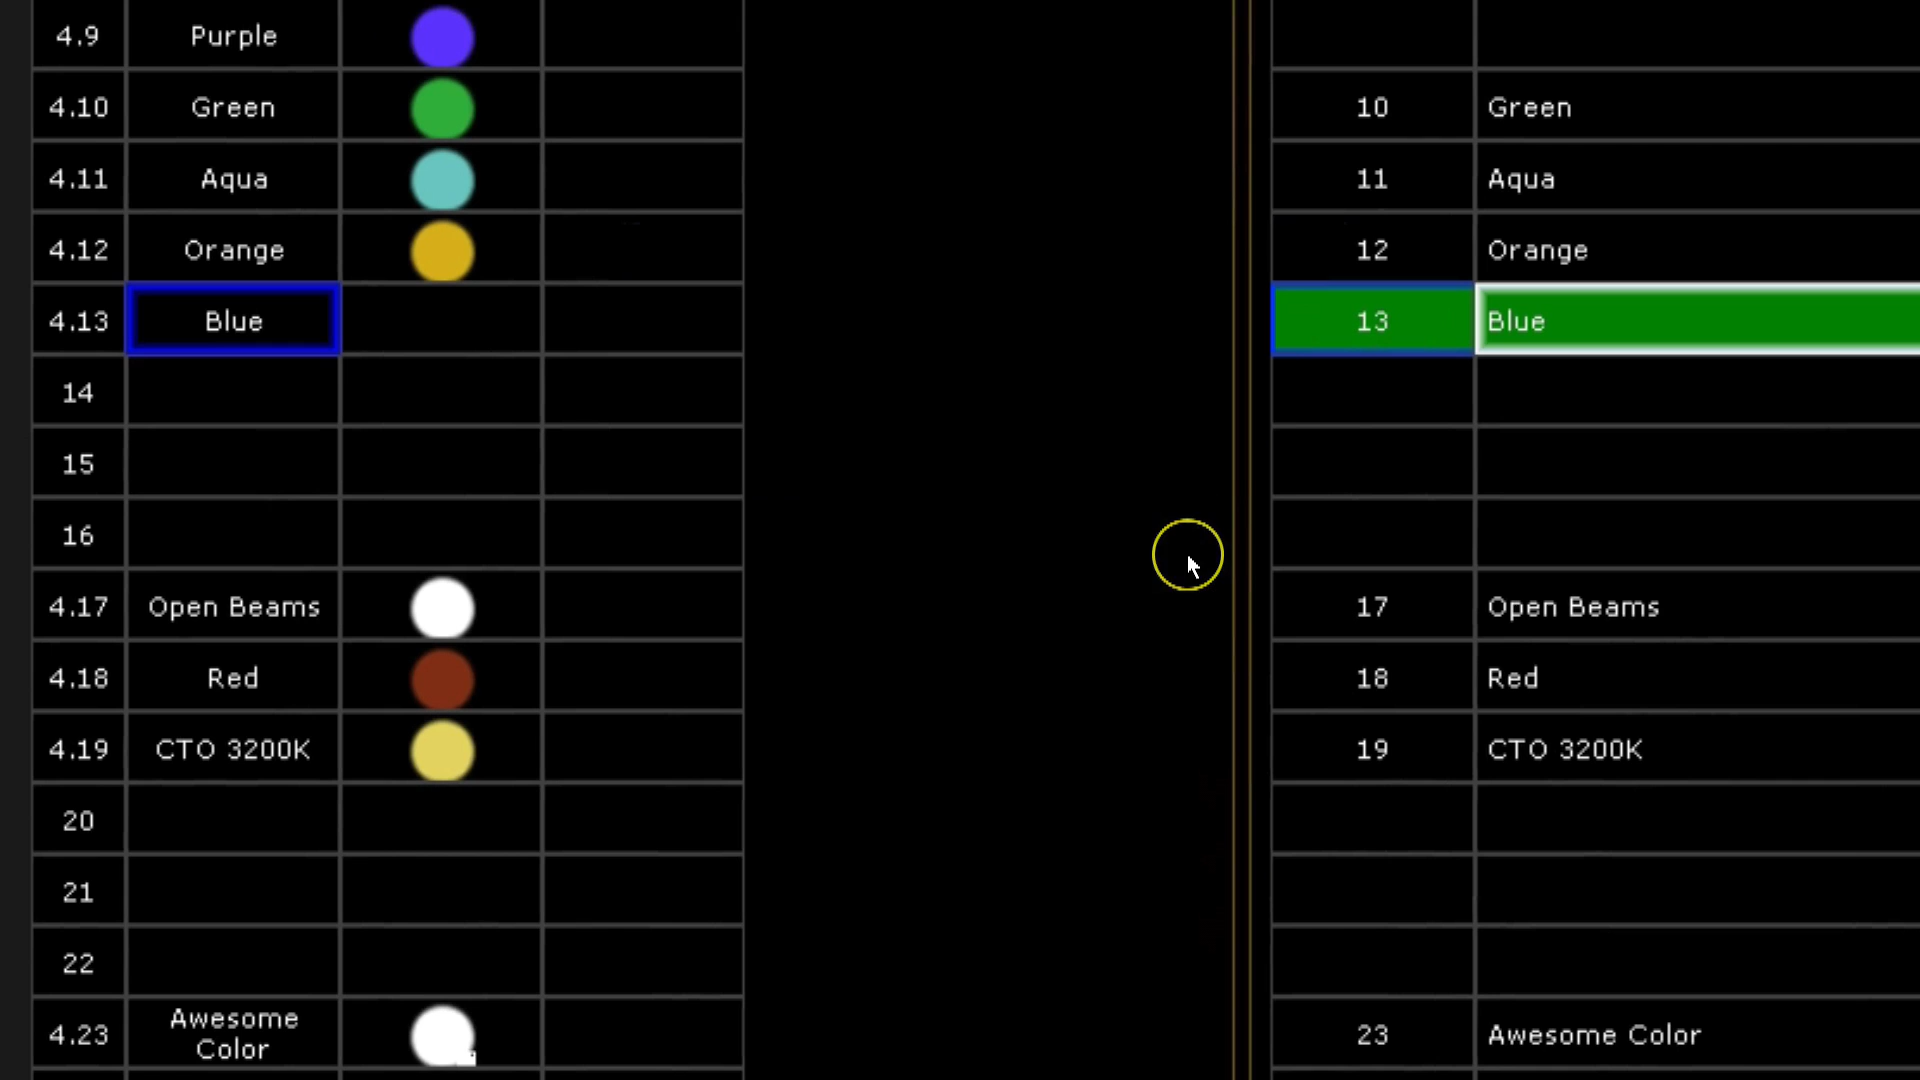 4.9 Purple
4.10 Green 10 Green
4.11 Aqua 11 Aqua
4.12 Orange 12 Orange
4.13 Blue 13 Blue
14
15
16
4.17 Open Beams 17 Open Beams
4.18 Red 18 Red
4.19 CTO 3200K 19 CTO 3200K
20
21
22
4.23 Awesome Color 23 Awesome Color